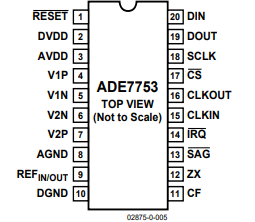 RESET 1
DVDD 2
AVDD 3
V1P 4
V1N 5
V2N 6
V2P 7
AGND 8
REFIN/OUT 9
DGND 10
ADE7753
TOP VIEW
(Not to Scale)
20 DIN
19 DOUT
18 SCLK
17 CS
16 CLKOUT
15 CLKIN
14 IRQ
13 SAG
12 ZX
11 CF
02875-0-005